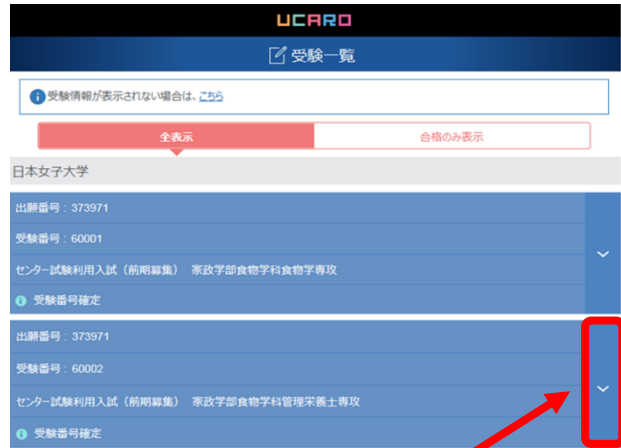 UCARO
受験一覧
受験情報が表示されない場合は、こちら
全表示
合格のみ表示
日本女子大学
出願番号：373971
受験番号：60001
センター試験利用入試（前期募集） 家政学部食物学科食物学専攻
受験番号確定
出願番号：373971
受験番号：60002
センター試験利用入試（前期募集） 家政学部食物学科管理栄養士専攻
受験番号確定